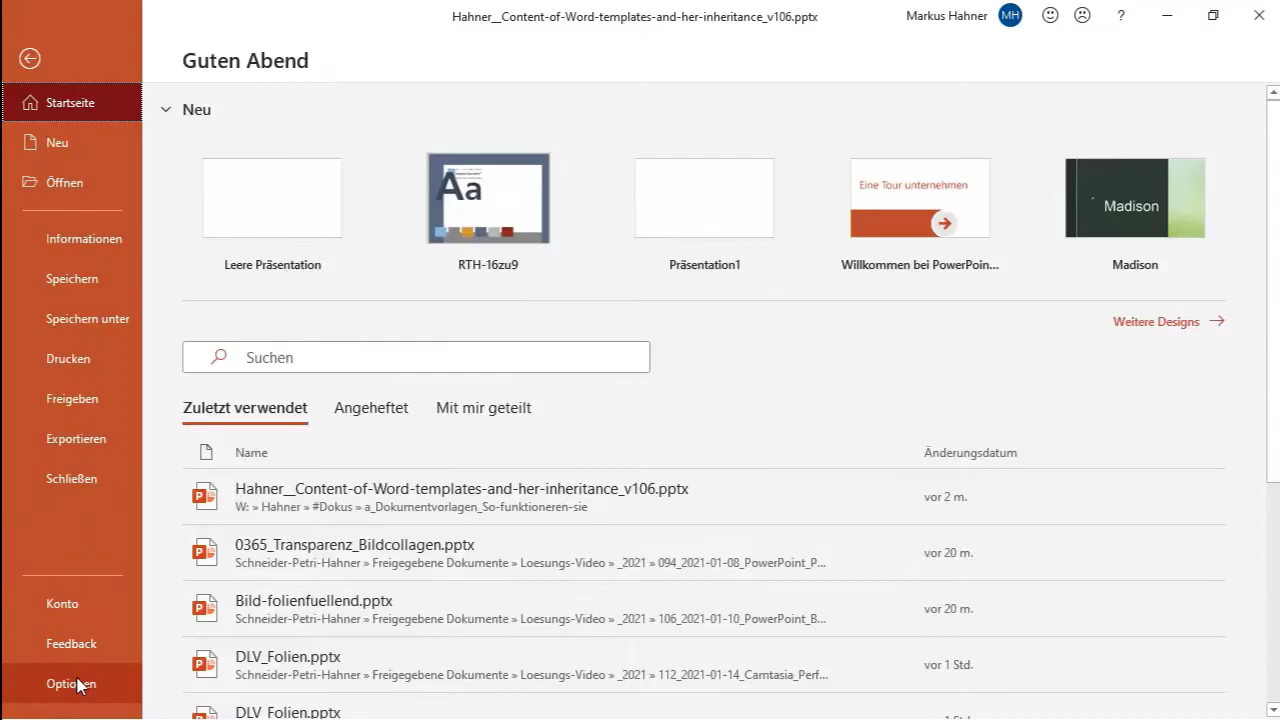 Hahner__Content-of-Word-templates-and-her-inheritance_v106.pptx
Markus Hahner
MH
?
Guten Abend
Startseite
Neu
Öffnen
Informationen
Speichern
Speichern unter
Drucken
Freigeben
Exportieren
Schließen
Konto
Feedback
Optionen
Neu
Aa
Eine Tour unternehmen
Madison
Leere Präsentation
RTH-16zu9
Präsentation1
Willkommen bei PowerPoin...
Madison
Weitere Designs
Suchen
Zuletzt verwendet
Angeheftet
Mit mir geteilt
Name
Änderungsdatum
Hahner__Content-of-Word-templates-and-her-inheritance_v106.pptx
W: » Hahner » #Dokus » a_Dokumentvorlagen_So-funktioneren-sie
vor 2 m.
0365_Transparenz_Bildcollagen.pptx
Schneider-Petri-Hahner » Freigegebene Dokumente » Loesungs-Video » _2021 » 094_2021-01-08_PowerPoint_P...
vor 20 m.
Bild-folienfuellend.pptx
Schneider-Petri-Hahner » Freigegebene Dokumente » Loesungs-Video » _2021 » 106_2021-01-10_PowerPoint_B...
vor 20 m.
DLV_Folien.pptx
Schneider-Petri-Hahner » Freigegebene Dokumente » Loesungs-Video » _2021 » 112_2021-01-14_Camtasia_Perf...
vor 1 Std.
DLV_Folien.pptx